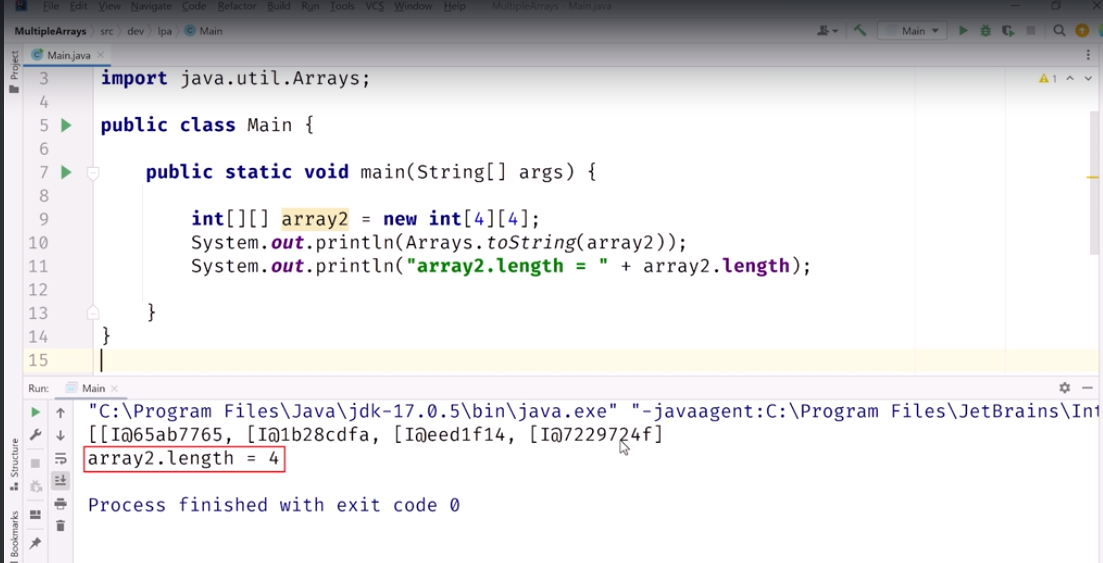 File Edit View Navigate Code Refactor Build Run Tools VCS Window Help MultipleArrays - Main.java
MultipleArrays src dev lpa Main
Main
Main.java
Project
3 import java.util.Arrays;
1
4
5 public class Main {
6
7 public static void main(String[] args) {
8
9 int[][] array2 = new int[4][4];
10 System.out.println(Arrays.toString(array2));
11 System.out.println("array2.length = " + array2.length);
12
13 }
14 }
15
Run: Main
"C:\Program Files\Java\jdk-17.0.5\bin\java.exe" "-javaagent:C:\Program Files\JetBrains\Int
[[I@65ab7765, [I@1b28cdfa, [I@eed1f14, [I@7229724f]
array2.length = 4
Process finished with exit code 0
Structure
Bookmarks